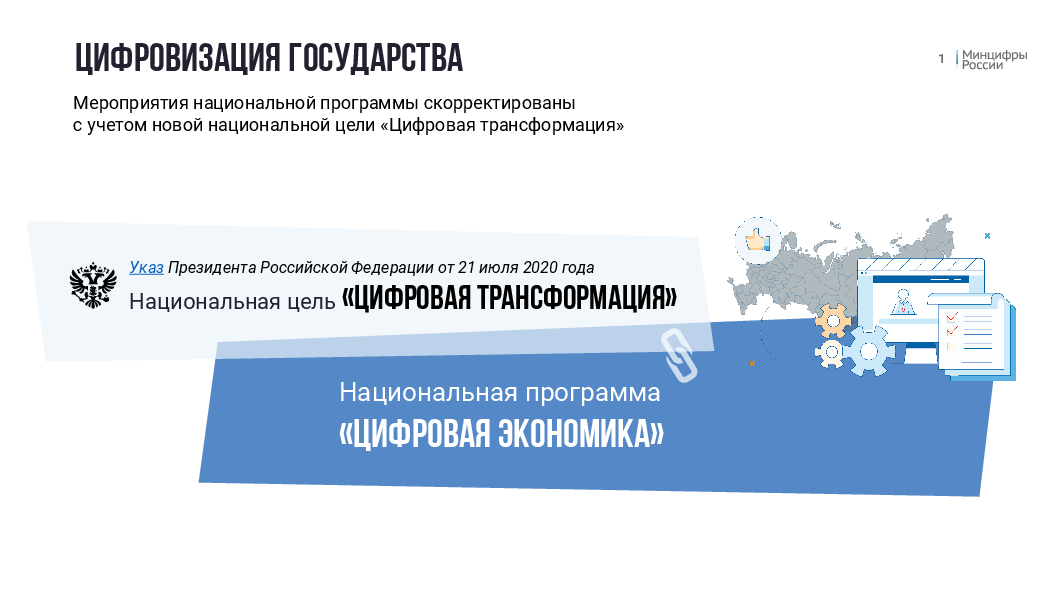 ЦИФРОВИЗАЦИЯ ГОСУДАРСТВА
1
Минцифры
России
Мероприятия национальной программы скорректированы
с учетом новой национальной цели «Цифровая трансформация»
Указ Президента Российской Федерации от 21 июля 2020 года
Национальная цель «ЦИФРОВАЯ ТРАНСФОРМАЦИЯ»
Национальная программа
«ЦИФРОВАЯ ЭКОНОМИКА»